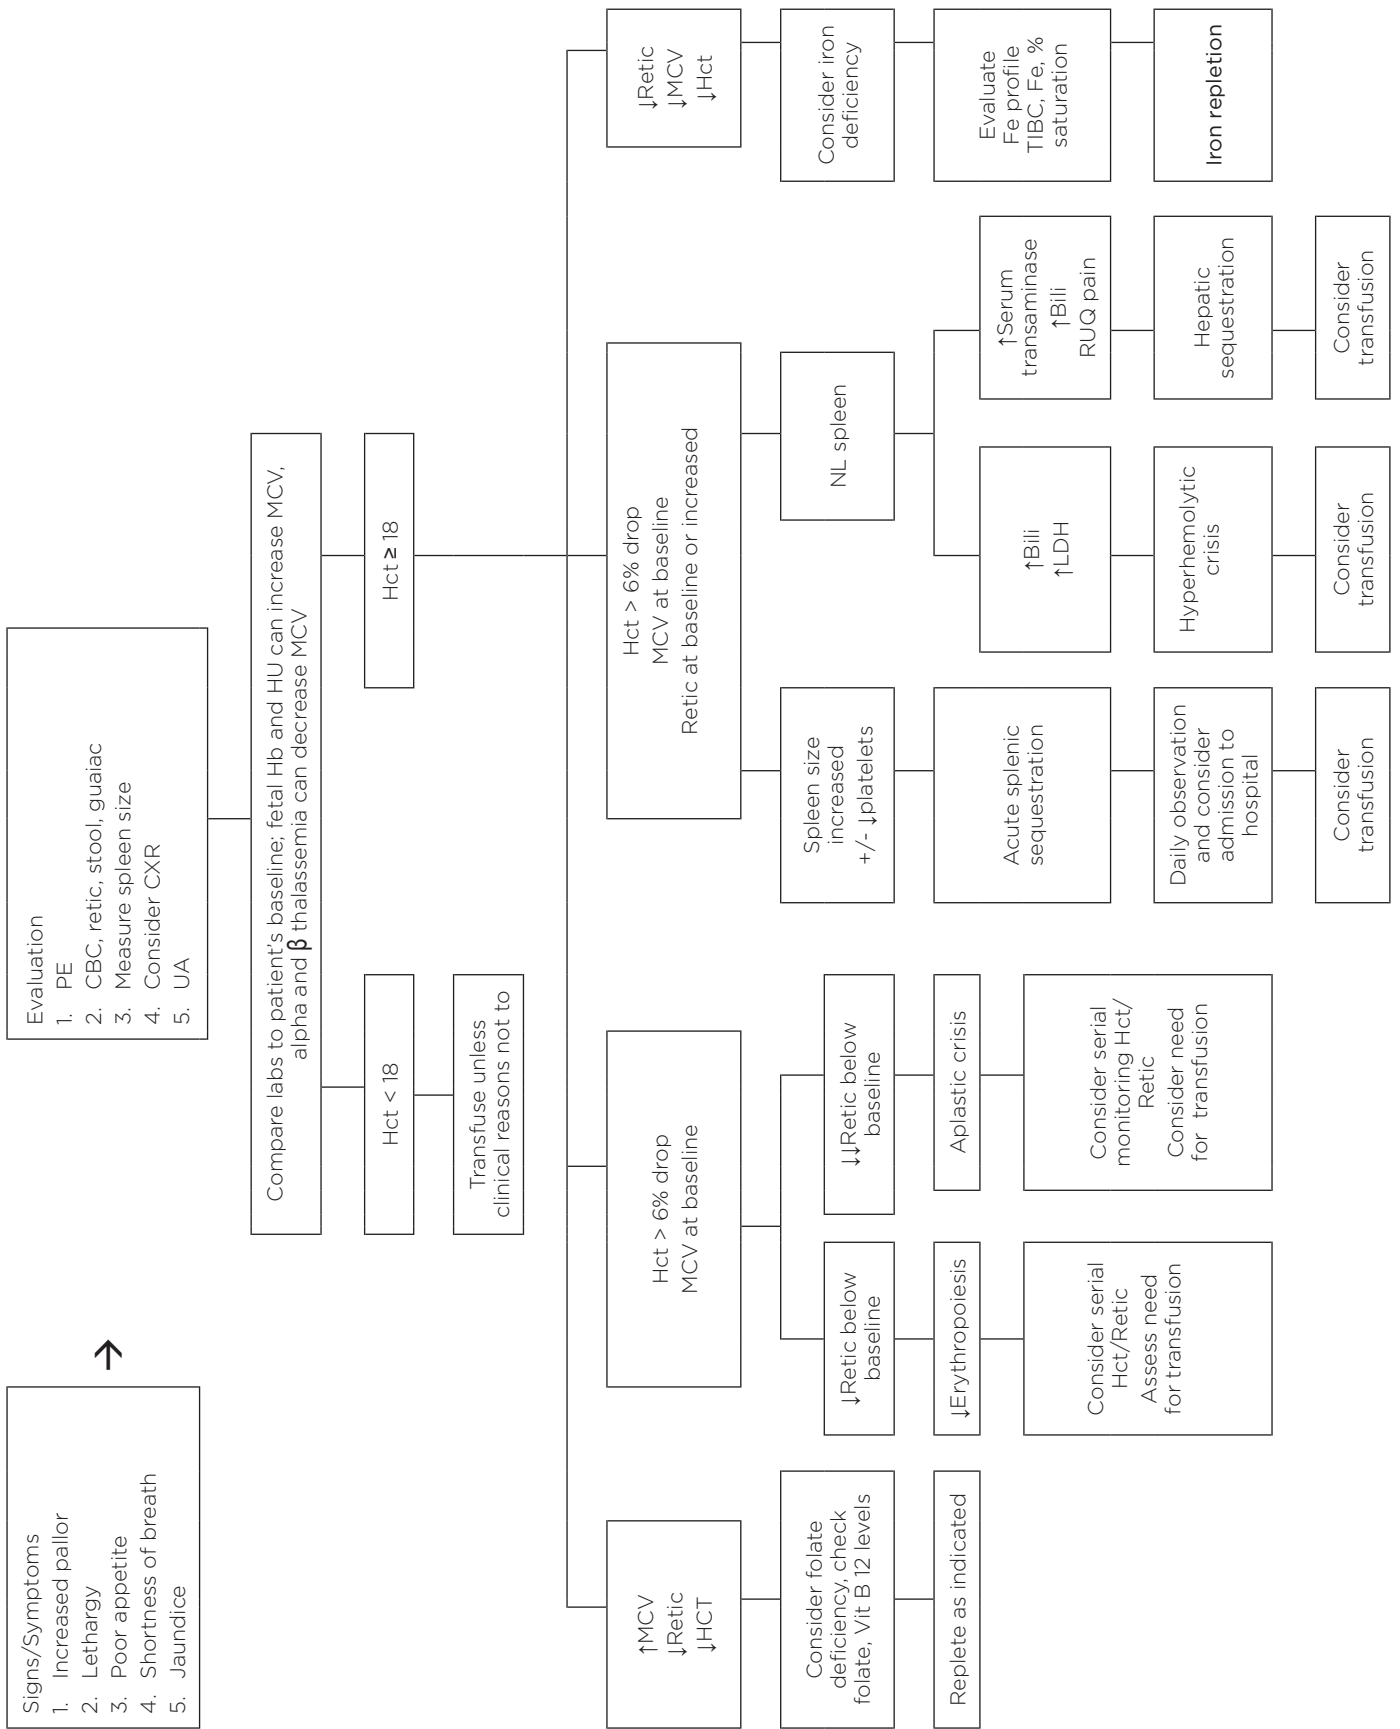 Signs/Symptoms
1. Increased pallor
2. Lethargy
3. Poor appetite
4. Shortness of breath
5. Jaundice
→
Evaluation
1. PE
2. CBC, retic, stool, guaiac
3. Measure spleen size
4. Consider CXR
5. UA
Compare labs to patient's baseline; fetal Hb and HU can increase MCV,
alpha and β thalassemia can decrease MCV
Hct < 18
Transfuse unless
clinical reasons not to
Hct ≥ 18
↑MCV
↓Retic
↓HCT
Consider folate
deficiency, check
folate, Vit B 12 levels
Replete as indicated
Hct > 6% drop
MCV at baseline
↓Retic below
baseline
↓Erythropoiesis
Consider serial
Hct/Retic
Assess need
for transfusion
↓↓Retic below
baseline
Aplastic crisis
Consider serial
monitoring Hct/
Retic
Consider need
for transfusion
Hct > 6% drop
MCV at baseline
Retic at baseline or increased
Spleen size
increased
+/- ↓platelets
Acute splenic
sequestration
Daily observation
and consider
admission to
hospital
Consider
transfusion
NL spleen
↑Bili
↑LDH
Hyperhemolytic
crisis
Consider
transfusion
↑Serum
transaminase
↑Bili
RUQ pain
Hepatic
sequestration
Consider
transfusion
↓Retic
↓MCV
↓Hct
Consider iron
deficiency
Evaluate
Fe profile
TIBC, Fe, %
saturation
Iron repletion